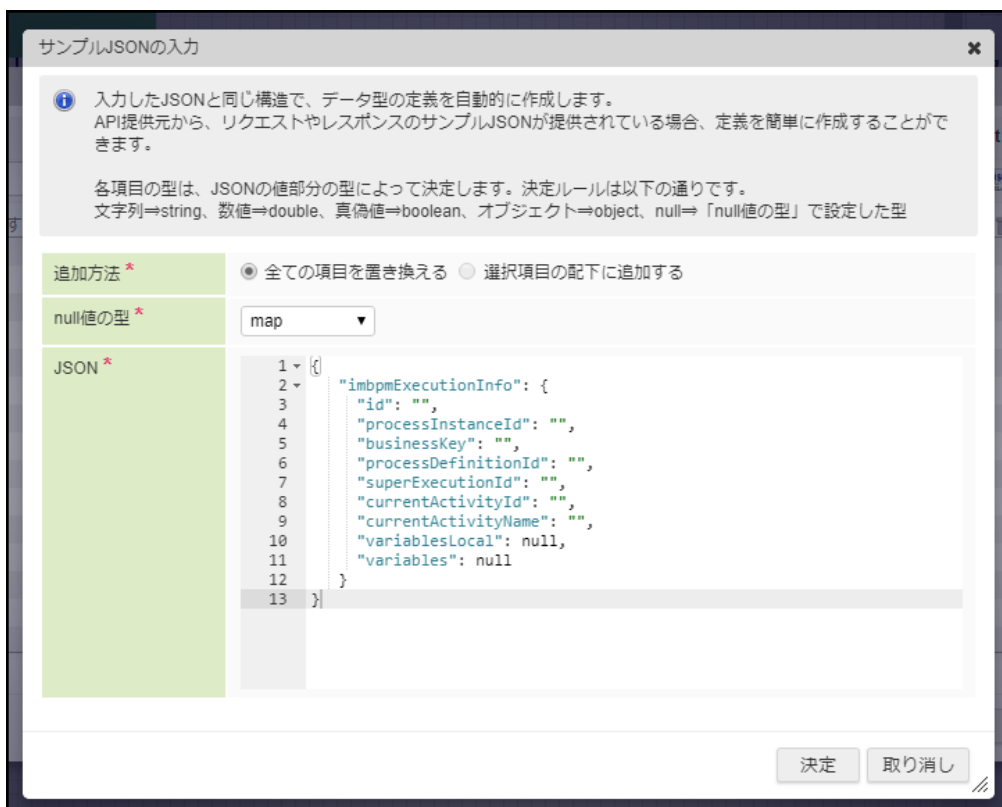 サンプルJSONの入力
入力したJSONと同じ構造で、データ型の定義を自動的に作成します。
API提供元から、リクエストやレスポンスのサンプルJSONが提供されている場合、定義を簡単に作成することがで
きます。
各項目の型は、JSONの値部分の型によって決定します。決定ルールは以下の通りです。
文字列⇒string、数値⇒double、真偽値⇒boolean、オブジェクト⇒object、null⇒「null値の型」で設定した型
追加方法 * 全ての項目を置き換える 選択項目の配下に追加する
null値の型 * map
JSON *
1 {
2 "imbpmExecutionInfo": {
3 "id": "",
4 "processInstanceId": "",
5 "businessKey": "",
6 "processDefinitionId": "",
7 "superExecutionId": "",
8 "currentActivityId": "",
9 "currentActivityName": "",
10 "variablesLocal": null,
11 "variables": null
12 }
13 }
決定 取り消し